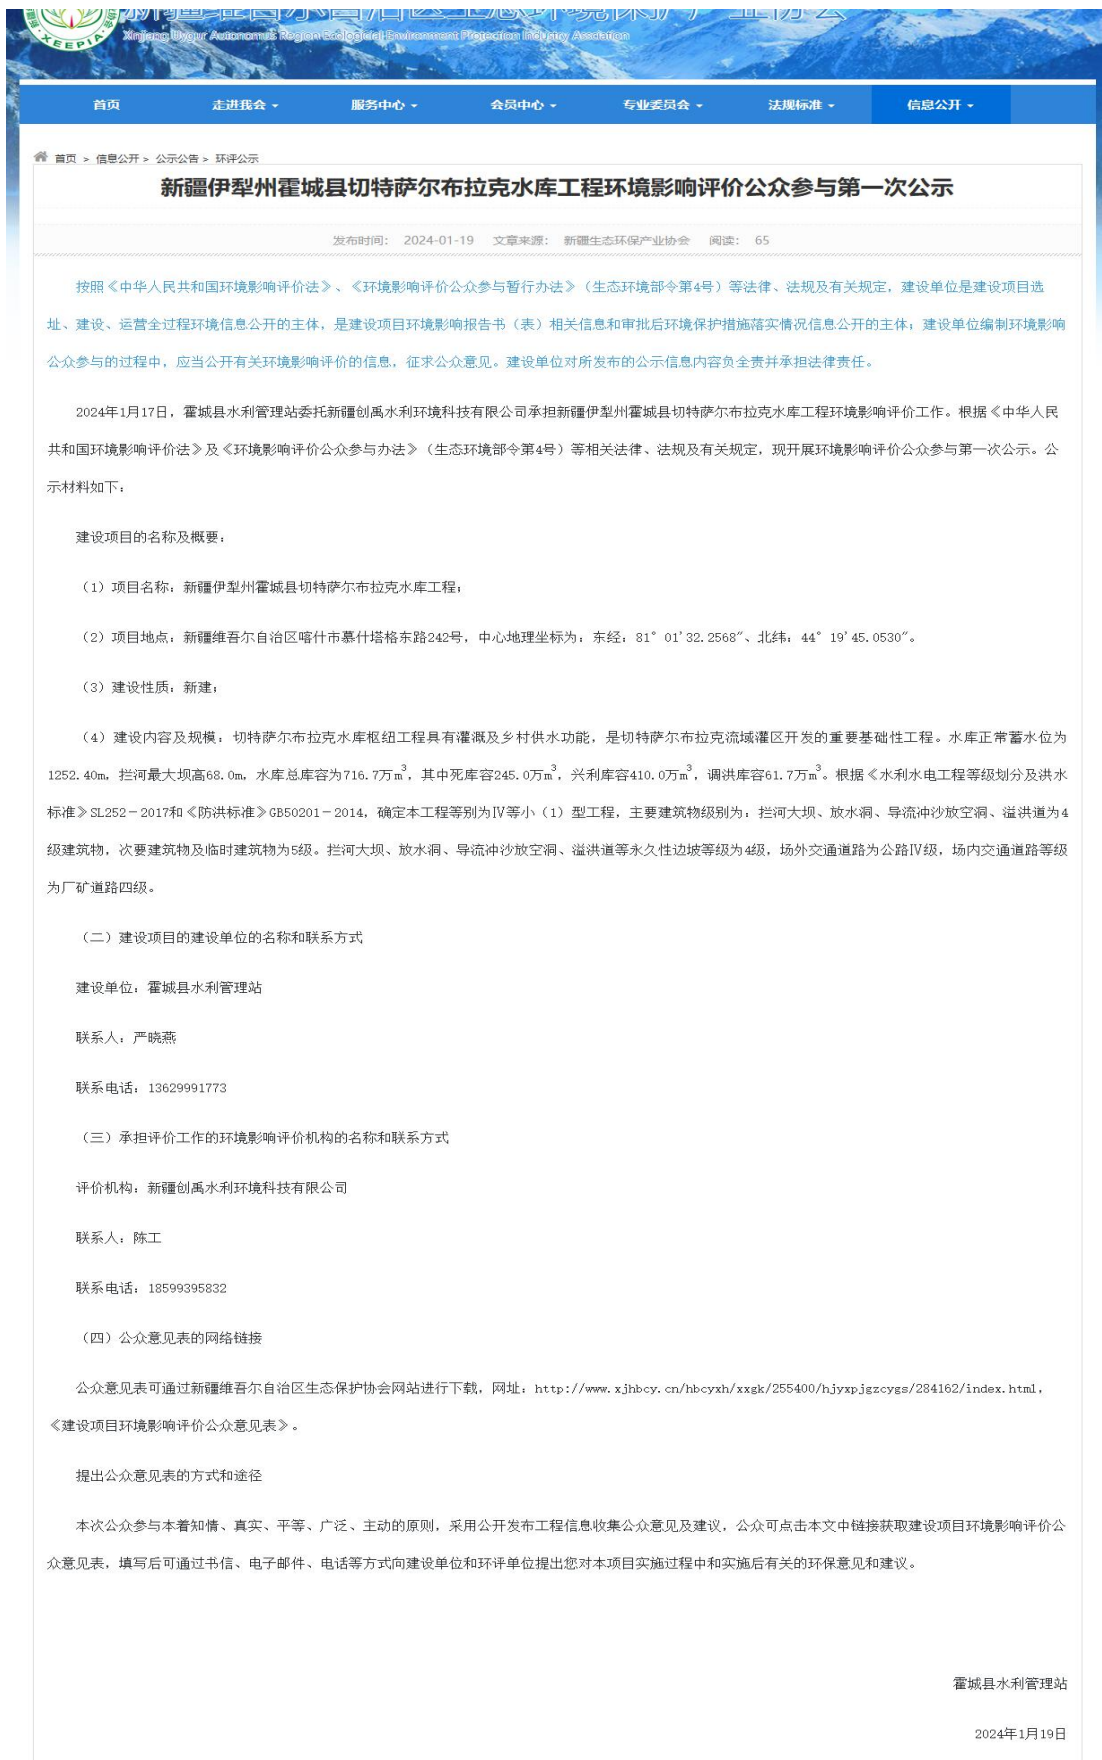 新疆维吾尔自治区生态环境保护产业协会
XEEPIA
Xinjiang Uygur Autonomous Region Ecological Environment Protection Industry Association
首页 走进我会 服务中心 会员中心 专业委员会 法规标准 信息公开
首页 > 信息公开 > 公示公告 > 环评公示
新疆伊犁州霍城县切特萨尔布拉克水库工程环境影响评价公众参与第一次公示
发布时间： 2024-01-19 文章来源： 新疆生态环保产业协会 阅读： 65
按照《中华人民共和国环境影响评价法》、《环境影响评价公众参与暂行办法》（生态环境部令第4号）等法律、法规及有关规定，建设单位是建设项目选
址、建设、运营全过程环境信息公开的主体，是建设项目环境影响报告书（表）相关信息和审批后环境保护措施落实情况信息公开的主体；建设单位编制环境影响
公众参与的过程中，应当公开有关环境影响评价的信息，征求公众意见。建设单位对所发布的公示信息内容负全责并承担法律责任。
2024年1月17日，霍城县水利管理站委托新疆创禹水利环境科技有限公司承担新疆伊犁州霍城县切特萨尔布拉克水库工程环境影响评价工作。根据《中华人民
共和国环境影响评价法》及《环境影响评价公众参与办法》（生态环境部令第4号）等相关法律、法规及有关规定，现开展环境影响评价公众参与第一次公示。公
示材料如下：
建设项目的名称及概要：
（1）项目名称：新疆伊犁州霍城县切特萨尔布拉克水库工程；
（2）项目地点：新疆维吾尔自治区喀什市慕什塔格东路242号，中心地理坐标为：东经：81° 01′32.2568″、北纬：44° 19′45.0530″。
（3）建设性质：新建；
（4）建设内容及规模：切特萨尔布拉克水库枢纽工程具有灌溉及乡村供水功能，是切特萨尔布拉克流域灌区开发的重要基础性工程。水库正常蓄水位为
1252.40m，拦河最大坝高68.0m，水库总库容为716.7万m³，其中死库容245.0万m³，兴利库容410.0万m³，调洪库容61.7万m³。根据《水利水电工程等级划分及洪水
标准》SL252－2017和《防洪标准》GB50201－2014，确定本工程等别为Ⅳ等小（1）型工程，主要建筑物级别为：拦河大坝、放水洞、导流冲沙放空洞、溢洪道为4
级建筑物，次要建筑物及临时建筑物为5级。拦河大坝、放水洞、导流冲沙放空洞、溢洪道等永久性边坡等级为4级，场外交通道路为公路Ⅳ级，场内交通道路等级
为厂矿道路四级。
（二）建设项目的建设单位的名称和联系方式
建设单位：霍城县水利管理站
联系人：严晓燕
联系电话：13629991773
（三）承担评价工作的环境影响评价机构的名称和联系方式
评价机构：新疆创禹水利环境科技有限公司
联系人：陈工
联系电话：18599395832
（四）公众意见表的网络链接
公众意见表可通过新疆维吾尔自治区生态保护协会网站进行下载，网址：http://www.xjhbcy.cn/hbcyxh/xxgk/255400/hjyxpjgzcygs/284162/index.html，
《建设项目环境影响评价公众意见表》。
提出公众意见表的方式和途径
本次公众参与本着知情、真实、平等、广泛、主动的原则，采用公开发布工程信息收集公众意见及建议，公众可点击本文中链接获取建设项目环境影响评价公
众意见表，填写后可通过书信、电子邮件、电话等方式向建设单位和环评单位提出您对本项目实施过程中和实施后有关的环保意见和建议。
霍城县水利管理站
2024年1月19日